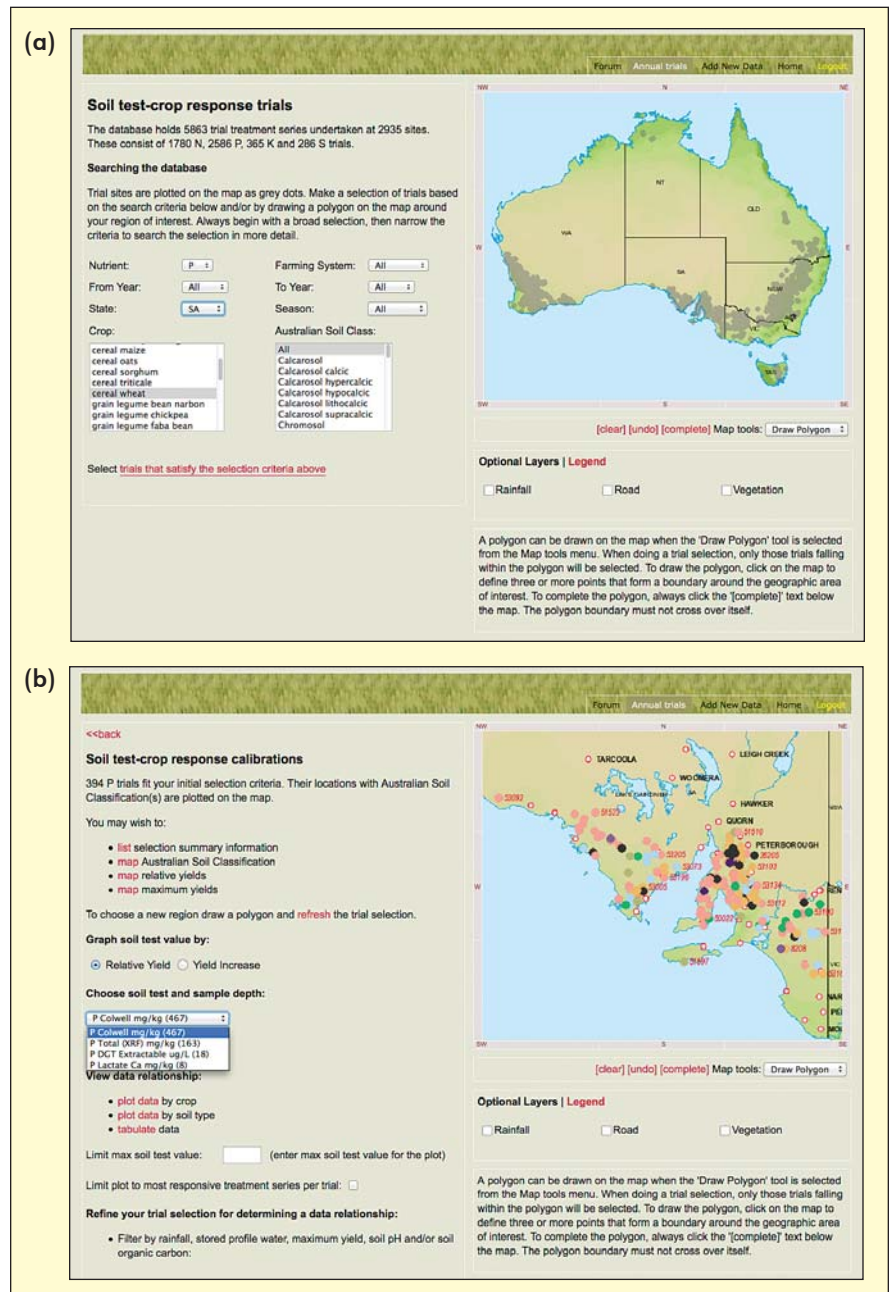 (a)
Forum Annual trials Add New Data Home Logout
Soil test-crop response trials
The database holds 5863 trial treatment series undertaken at 2935 sites.
These consist of 1780 N, 2586 P, 365 K and 286 S trials.
Searching the database
Trial sites are plotted on the map as grey dots. Make a selection of trials based
on the search criteria below and/or by drawing a polygon on the map around
your region of interest. Always begin with a broad selection, then narrow the
criteria to search the selection in more detail.
Nutrient: P Farming System: All
From Year: All To Year: All
State: SA Season: All
Crop: Australian Soil Class:
cereal maize
cereal oats
cereal sorghum
cereal triticale
cereal wheat
grain legume bean narbon
grain legume chickpea
grain legume faba bean
All
Calcarosol
Calcarosol calcic
Calcarosol hypercalcic
Calcarosol hypocalcic
Calcarosol lithocalcic
Calcarosol supracalcic
Chromosol
Select trials that satisfy the selection criteria above
NW N NE
NT
QLD
WA
W E
SA
NSW
VIC
TAS
SW S SE
[clear] [undo] [complete] Map tools: Draw Polygon
Optional Layers | Legend
Rainfall Road Vegetation
A polygon can be drawn on the map when the 'Draw Polygon' tool is selected
from the Map tools menu. When doing a trial selection, only those trials falling
within the polygon will be selected. To draw the polygon, click on the map to
define three or more points that form a boundary around the geographic area
of interest. To complete the polygon, always click the '[complete]' text below
the map. The polygon boundary must not cross over itself.
(b)
Forum Annual trials Add New Data Home Logout
<<back
Soil test-crop response calibrations
394 P trials fit your initial selection criteria. Their locations with Australian Soil
Classification(s) are plotted on the map.
You may wish to:
• list selection summary information
• map Australian Soil Classification
• map relative yields
• map maximum yields
To choose a new region draw a polygon and refresh the trial selection.
Graph soil test value by:
Relative Yield Yield Increase
Choose soil test and sample depth:
P Colwell mg/kg (467)
P Colwell mg/kg (467)
P Total (XRF) mg/kg (163)
P DGT Extractable ug/L (18)
P Lactate Ca mg/kg (8)
View data relationship:
• plot data by crop
• plot data by soil type
• tabulate data
Limit max soil test value: (enter max soil test value for the plot)
Limit plot to most responsive treatment series per trial:
Refine your trial selection for determining a data relationship:
• Filter by rainfall, stored profile water, maximum yield, soil pH and/or soil
organic carbon:
NW N NE
TARCOOLA
LEIGH CREEK
WOOMERA
SA
HAWKER
QUORN
PETERBOROUGH
W E
VIC
SW S SE
[clear] [undo] [complete] Map tools: Draw Polygon
Optional Layers | Legend
Rainfall Road Vegetation
A polygon can be drawn on the map when the 'Draw Polygon' tool is selected
from the Map tools menu. When doing a trial selection, only those trials falling
within the polygon will be selected. To draw the polygon, click on the map to
define three or more points that form a boundary around the geographic area
of interest. To complete the polygon, always click the '[complete]' text below
the map. The polygon boundary must not cross over itself.